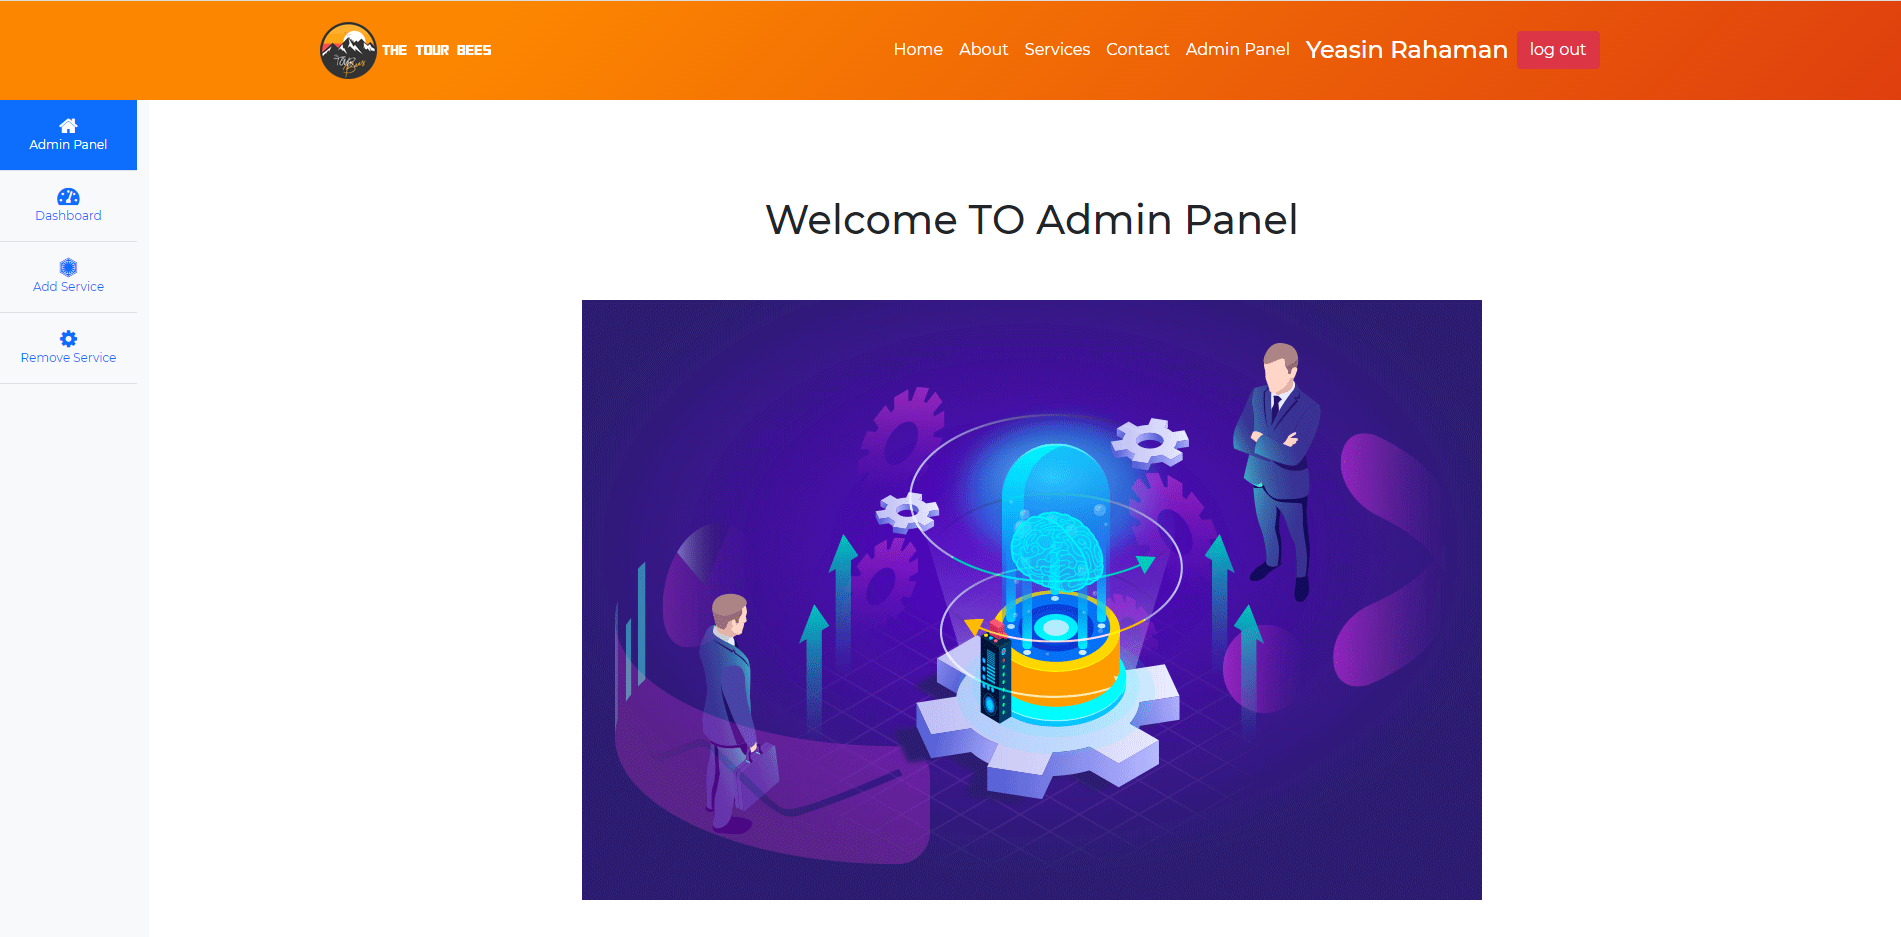 THE TOUR BEES
Home About Services Contact Admin Panel Yeasin Rahaman log out
Admin Panel
Dashboard
Add Service
Remove Service
Welcome TO Admin Panel